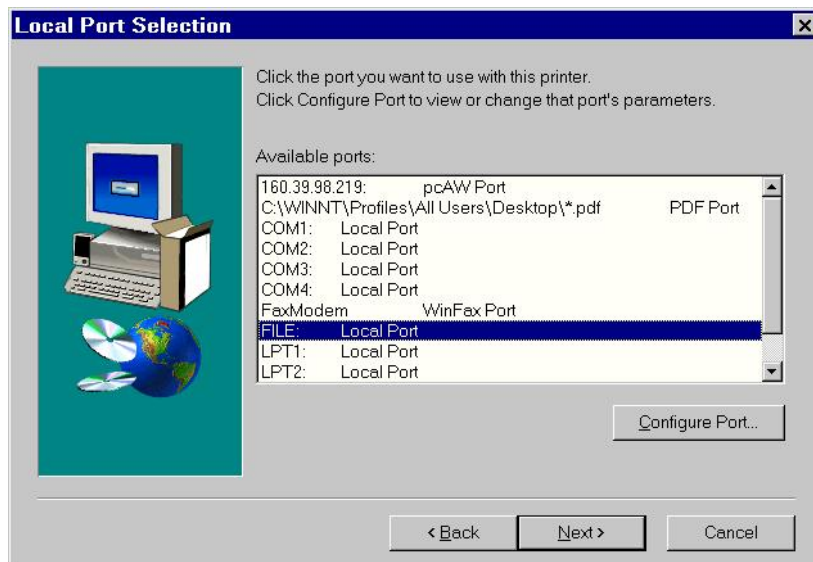 Local Port Selection
Click the port you want to use with this printer.
Click Configure Port to view or change that port's parameters.
Available ports:
160.39.98.219: pcAW Port
C:\WINNT\Profiles\All Users\Desktop\*.pdf PDF Port
COM1: Local Port
COM2: Local Port
COM3: Local Port
COM4: Local Port
FaxModem WinFax Port
FILE: Local Port
LPT1: Local Port
LPT2: Local Port
Configure Port...
< Back Next > Cancel